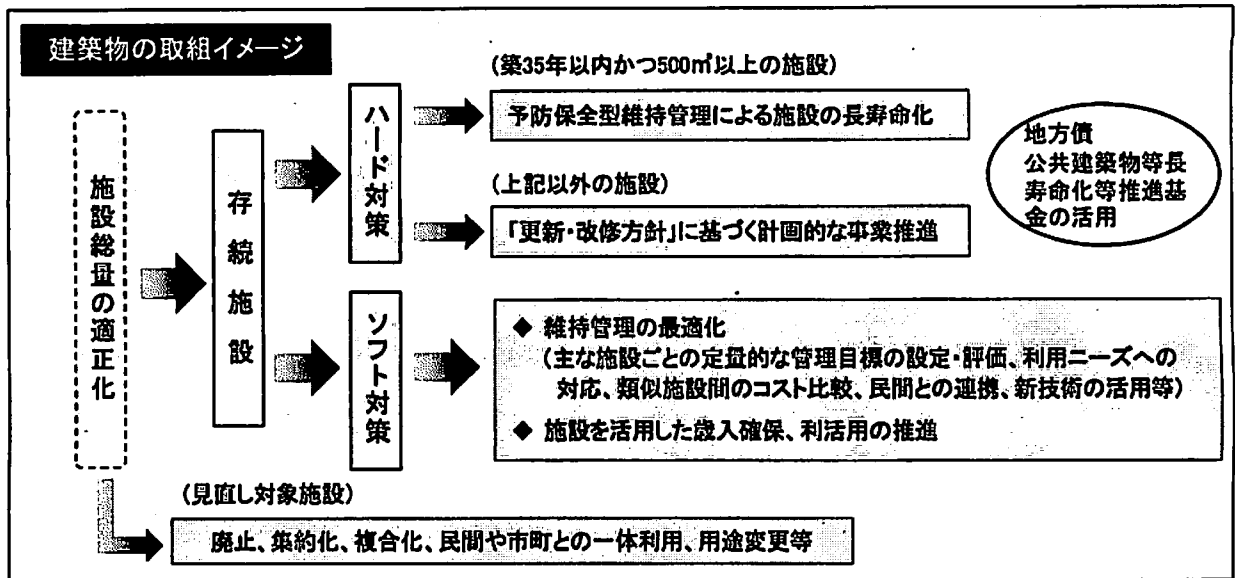 建築物の取組イメージ
施設総量の適正化
存続施設
ハード対策
(築35年以内かつ500㎡以上の施設)
予防保全型維持管理による施設の長寿命化
(上記以外の施設)
「更新・改修方針」に基づく計画的な事業推進
地方債
公共建築物等長
寿命化等推進基
金の活用
ソフト対策
◆ 維持管理の最適化
(主な施設ごとの定量的な管理目標の設定・評価、利用ニーズへの
対応、類似施設間のコスト比較、民間との連携、新技術の活用等)
◆ 施設を活用した歳入確保、利活用の推進
(見直し対象施設)
廃止、集約化、複合化、民間や市町との一体利用、用途変更等